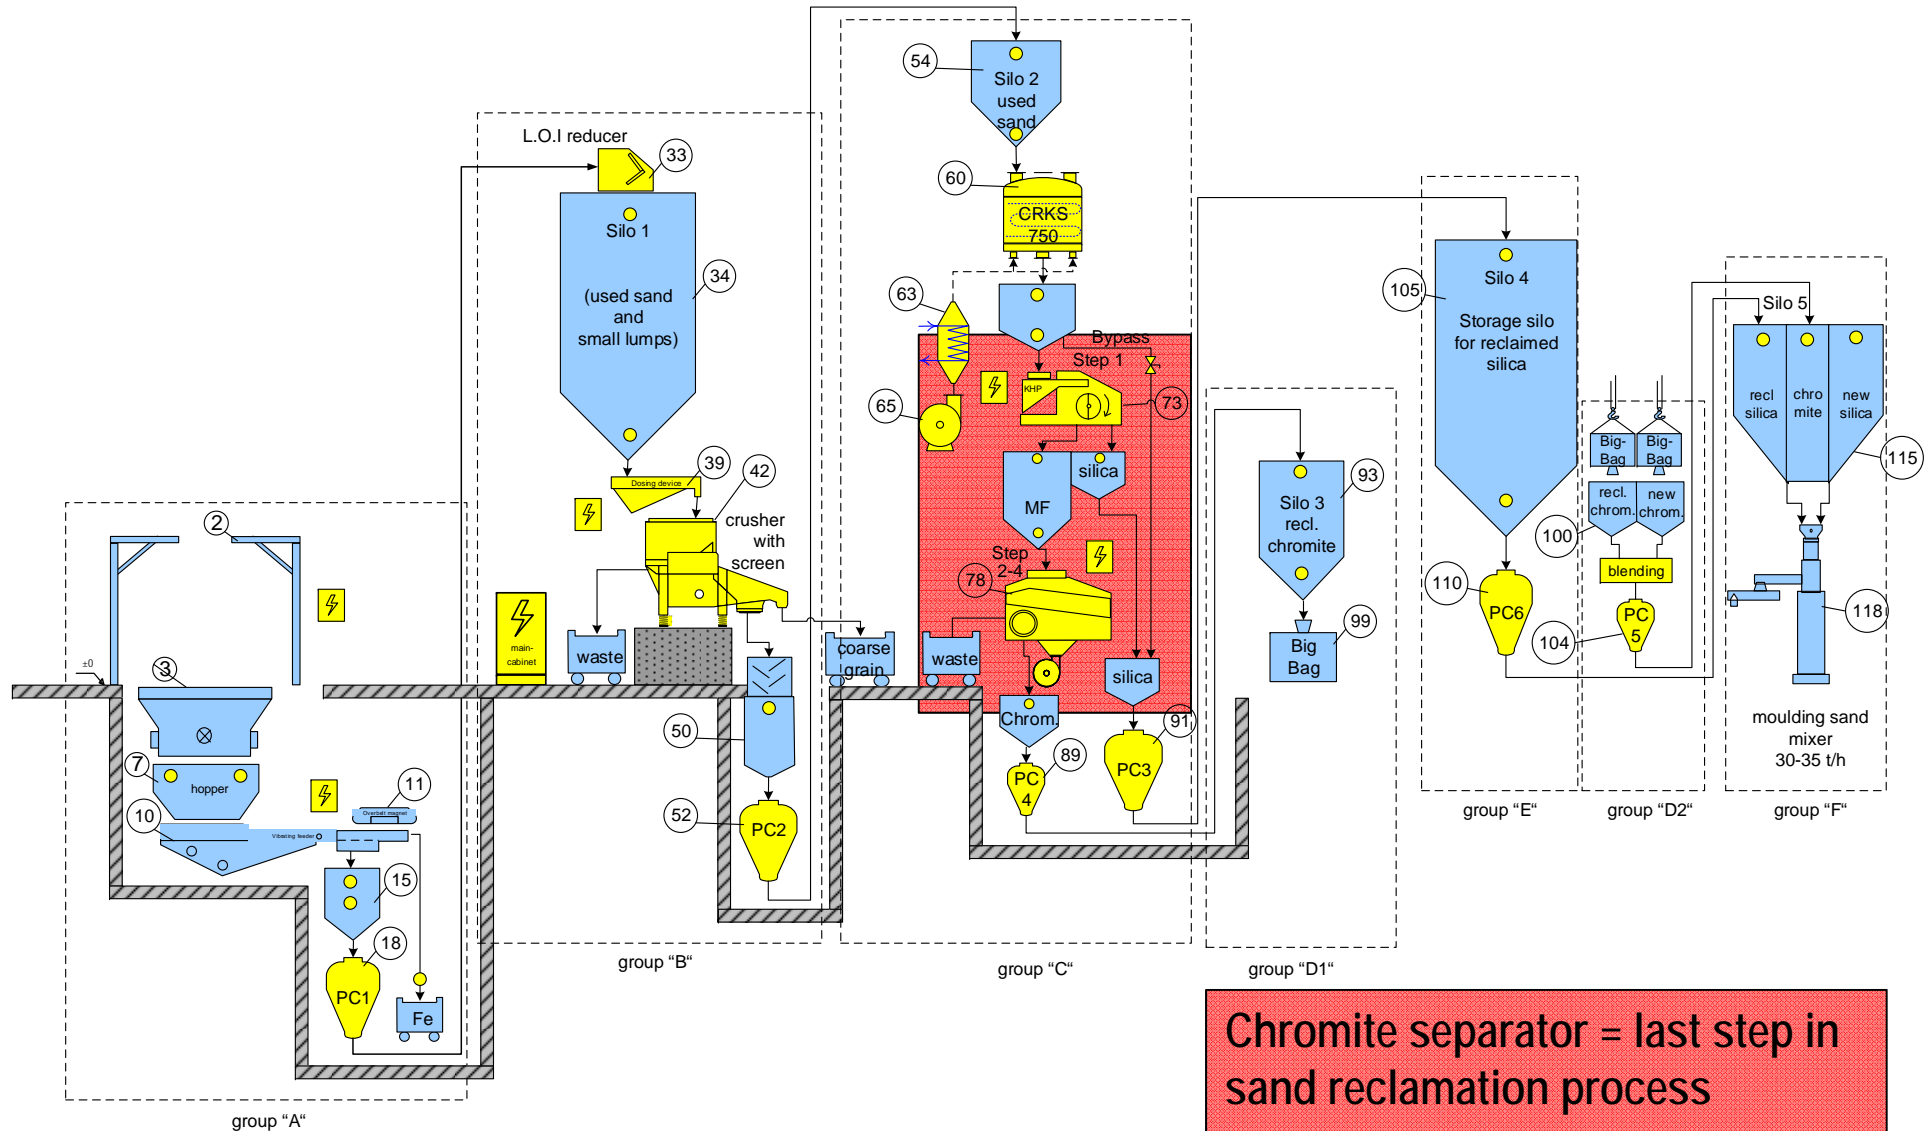 54
Silo 2
used
sand
L.O.I reducer
33
60
CRKS
750
Silo 1
34
(used sand
and
small lumps)
63
105
Silo 4
Storage silo
for reclaimed
silica
Silo 5
Bypass
Step 1
KHP
73
65
recl
silica
chro
mite
new
silica
115
Big-
Bag
Big-
Bag
39
Dosing device
42
crusher
with
screen
silica
MF
93
Silo 3
recl.
chromite
recl.
chrom.
new
chrom.
100
2
Step
2-4
78
blending
110
PC6
PC
5
104
118
main-
cabinet
waste
coarse
grain
waste
99
Big
Bag
±0
3
silica
Chrom.
50
91
moulding sand
mixer
30-35 t/h
7
hopper
89
PC
4
PC3
11
Overbelt magnet
10
Vibrating feeder
52
PC2
group "E"
group "D2"
group "F"
15
18
PC1
Fe
group "B"
group "C"
group "D1"
Chromite separator = last step in
sand reclamation process
group "A"